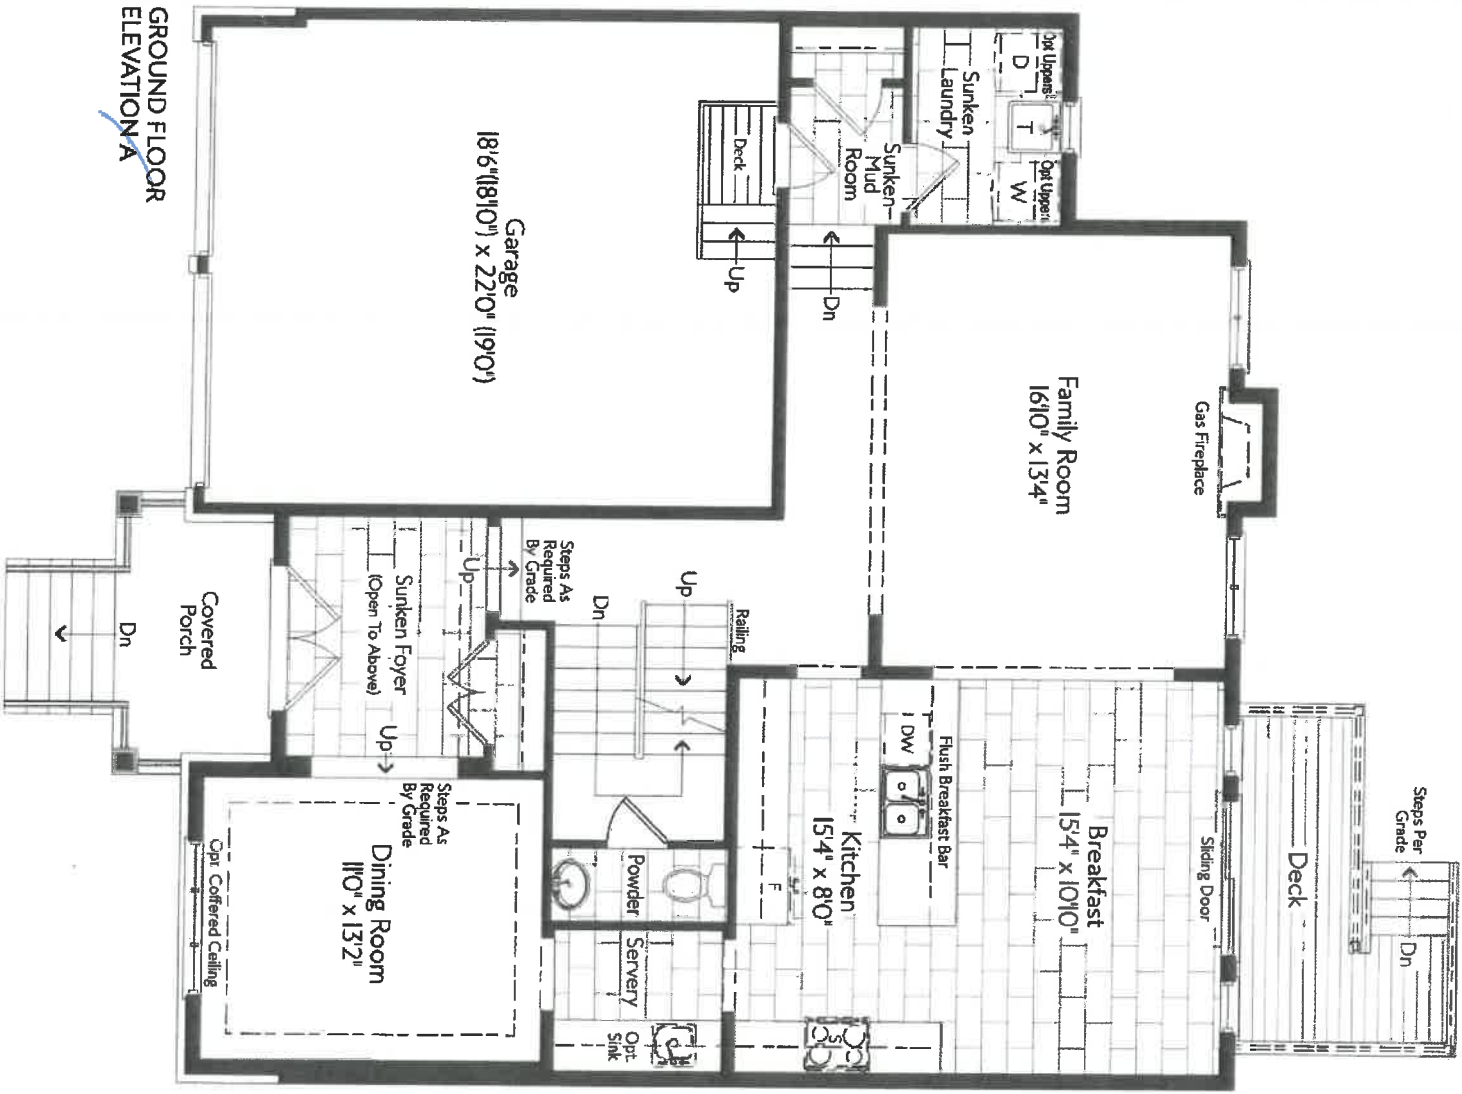 GROUND FLOOR
ELEVATION A
Garage
18'6"(18'10") x 22'0" (19'0")
Deck
Up
Dn
Sunken
Mud
Room
Sunken
Laundry
Opt Uppers
D
T
W
Family Room
16'10" x 13'4"
Gas Fireplace
Covered
Porch
Dn
Sunken Foyer
(Open To Above)
Up
Steps As
Required
By Grade
Up
Steps As
Required
By Grade
Dn
Up
Railing
Dining Room
11'0" x 13'2"
Opt. Coffered Ceiling
Powder
Servery
Opt
Sink
Kitchen
15'4" x 8'0"
F
S
DW
Flush Breakfast Bar
Breakfast
15'4" x 10'10"
Sliding Door
Deck
Steps Per
Grade
Dn